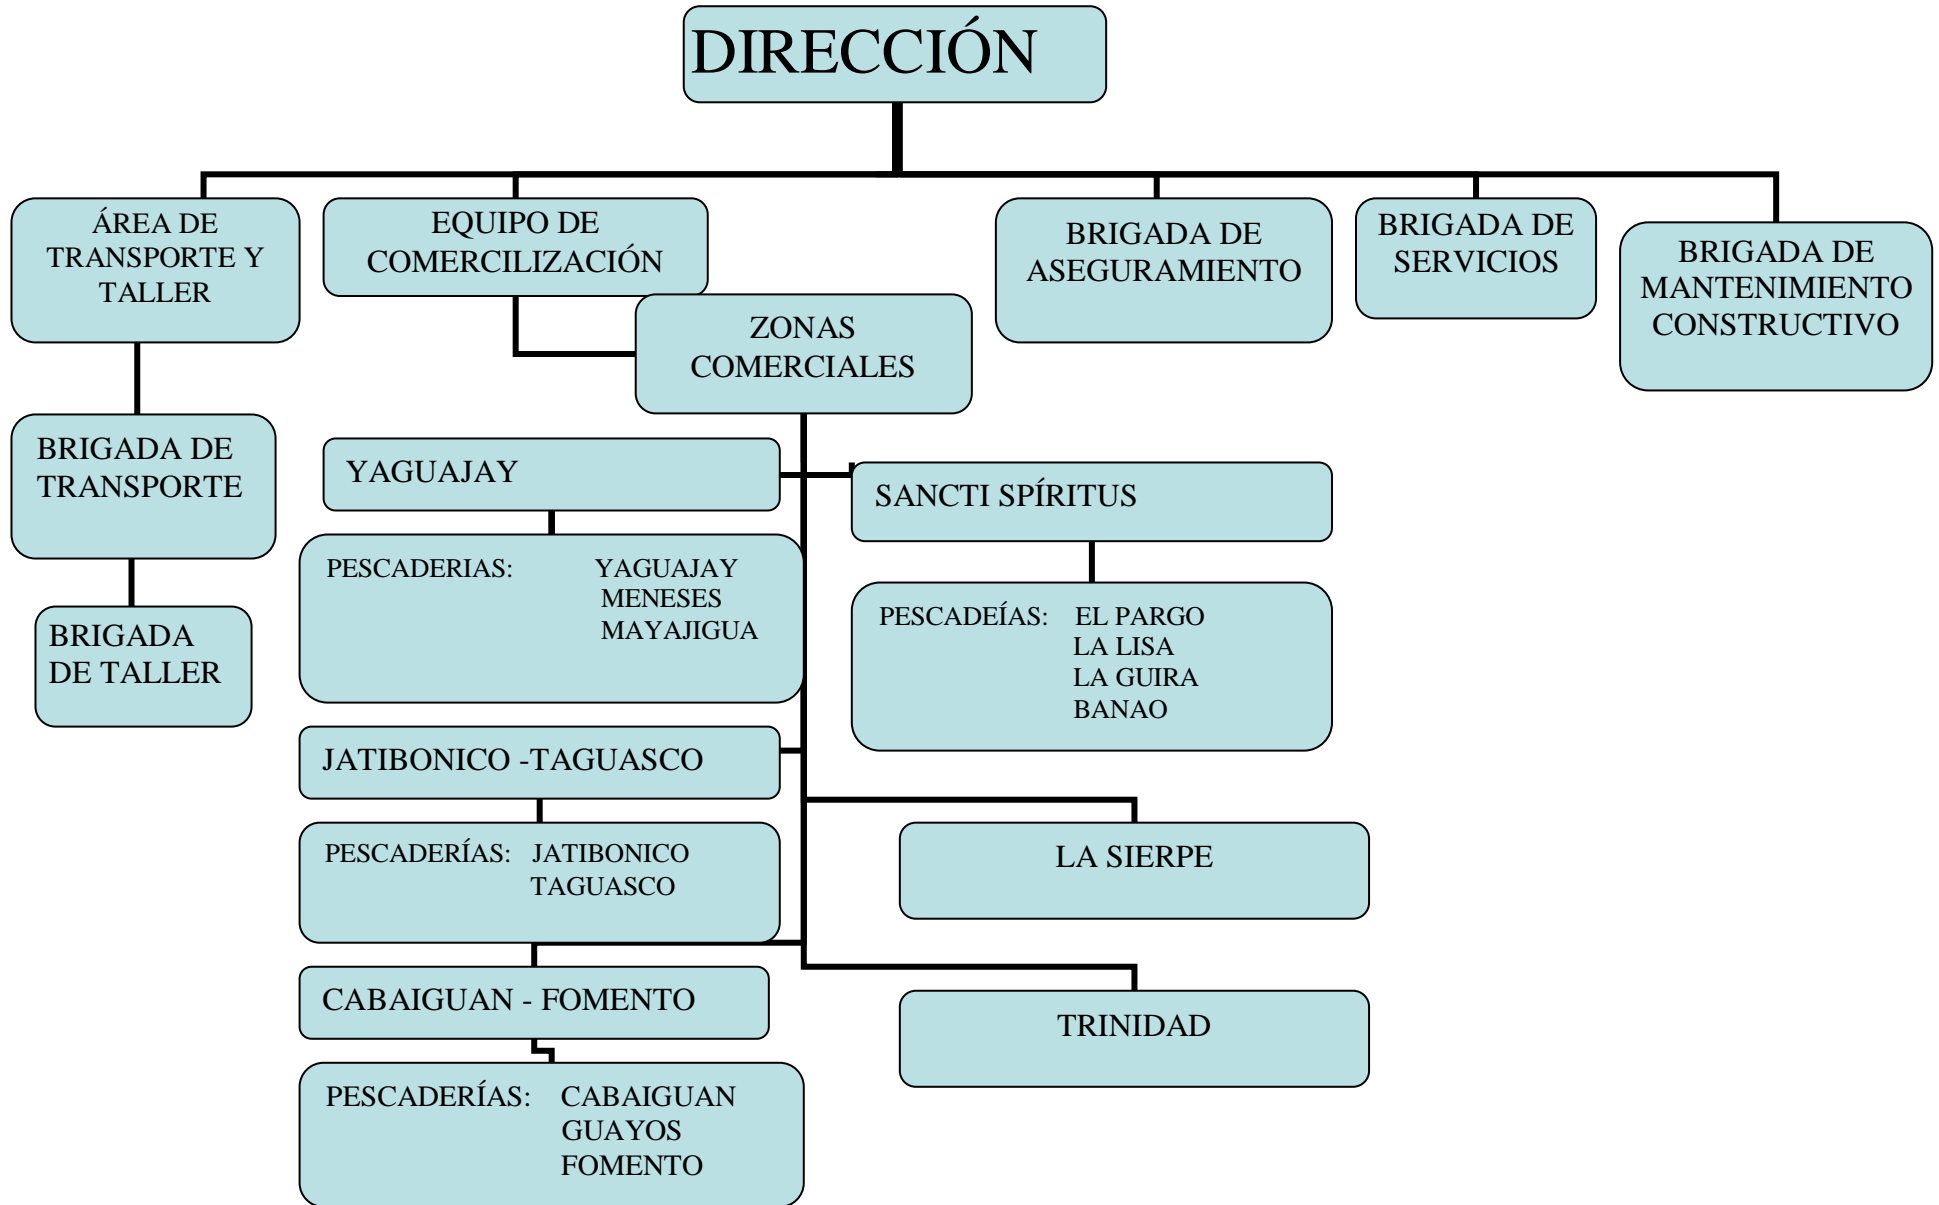 DIRECCIÓN
ÁREA DE
TRANSPORTE Y
TALLER
EQUIPO DE
COMERCILIZACIÓN
BRIGADA DE
ASEGURAMIENTO
BRIGADA DE
SERVICIOS
BRIGADA DE
MANTENIMIENTO
CONSTRUCTIVO
ZONAS
COMERCIALES
BRIGADA DE
TRANSPORTE
BRIGADA
DE TALLER
YAGUAJAY
PESCADERIAS: YAGUAJAY
MENESES
MAYAJIGUA
SANCTI SPÍRITUS
PESCADEÍAS: EL PARGO
LA LISA
LA GUIRA
BANAO
JATIBONICO -TAGUASCO
PESCADERÍAS: JATIBONICO
TAGUASCO
LA SIERPE
CABAIGUAN - FOMENTO
PESCADERÍAS: CABAIGUAN
GUAYOS
FOMENTO
TRINIDAD